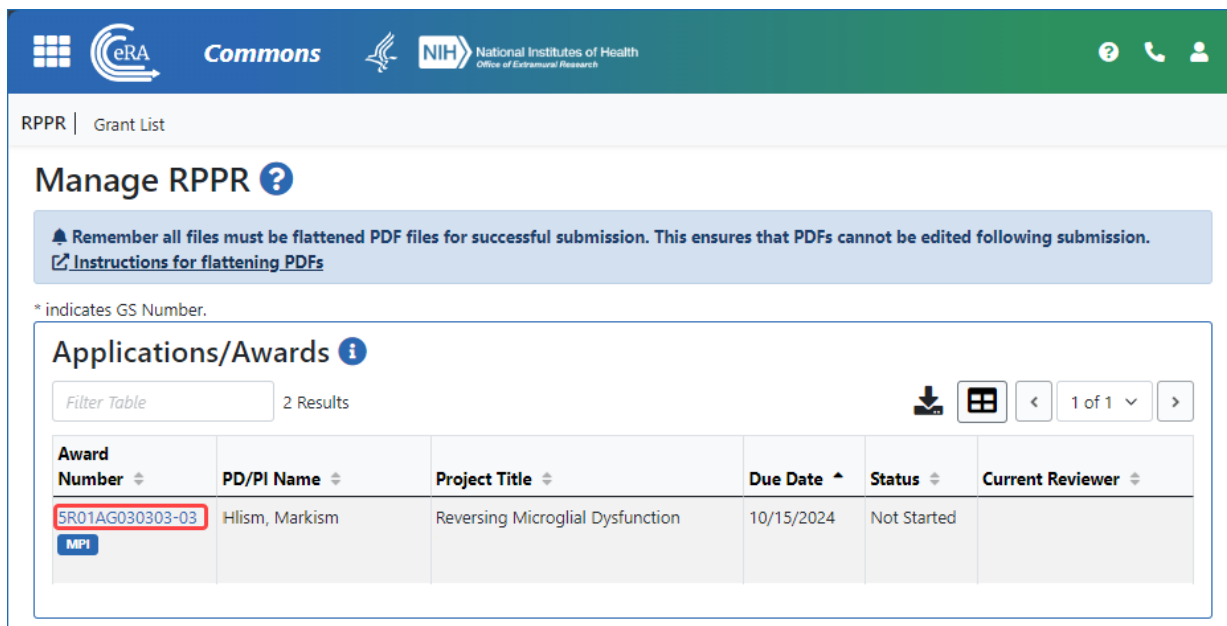 eRA Commons NIH National Institutes of Health
Office of Extramural Research
RPPR | Grant List
Manage RPPR ?
Remember all files must be flattened PDF files for successful submission. This ensures that PDFs cannot be edited following submission.
Instructions for flattening PDFs
* indicates GS Number.
Applications/Awards i
Filter Table 2 Results 1 of 1
Award Number PD/PI Name Project Title Due Date Status Current Reviewer
5R01AG030303-03 Hlism, Markism Reversing Microglial Dysfunction 10/15/2024 Not Started
MPI